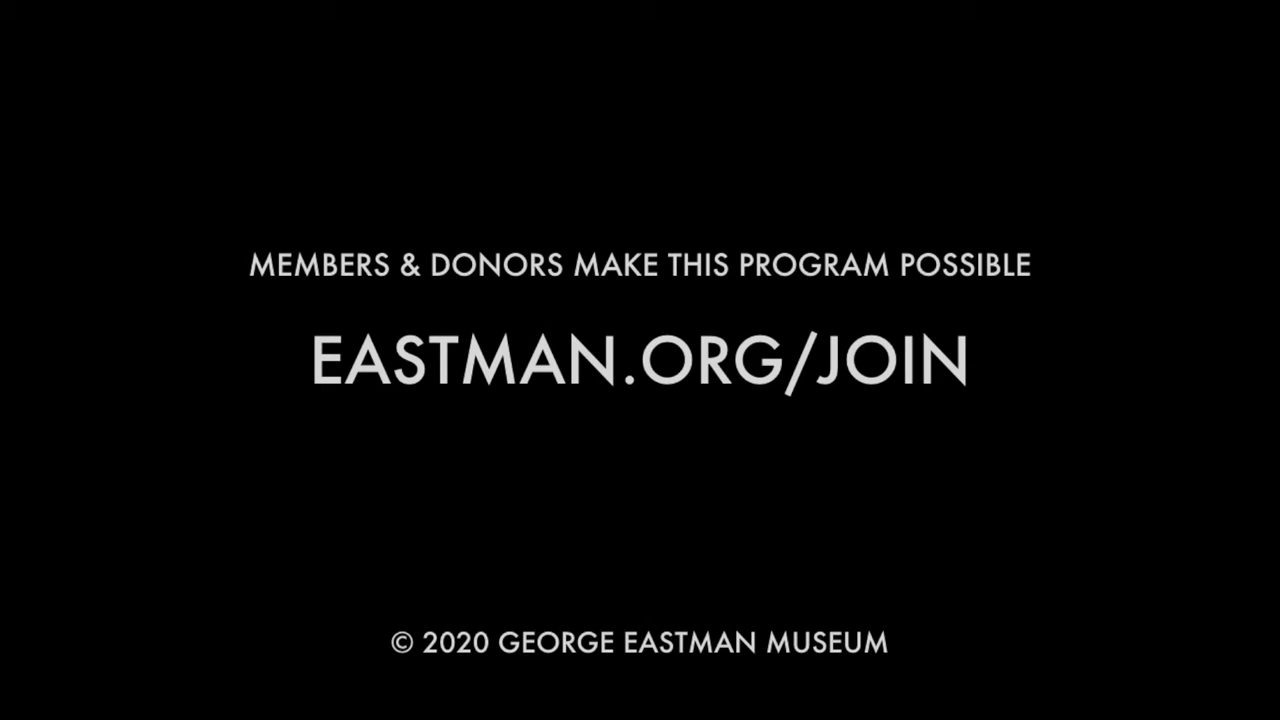 MEMBERS & DONORS MAKE THIS PROGRAM POSSIBLE
EASTMAN.ORG/JOIN
© 2020 GEORGE EASTMAN MUSEUM